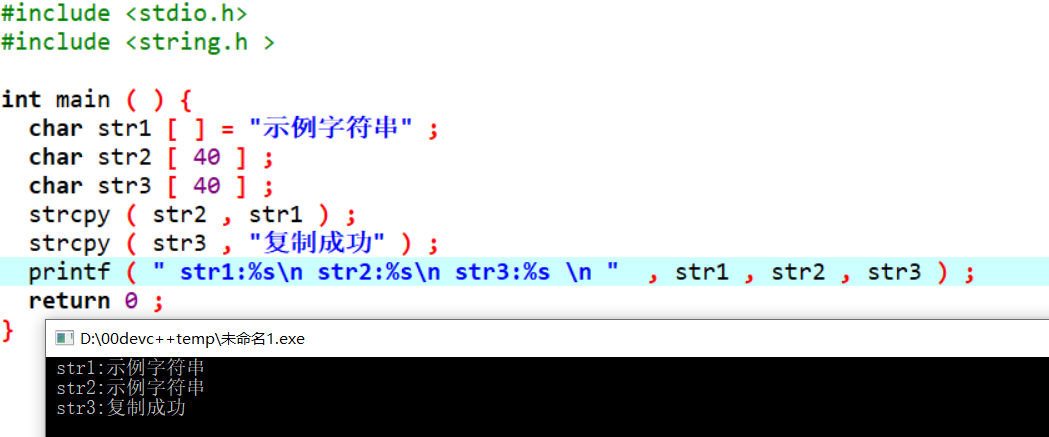 #include <stdio.h>
#include <string.h >
int main ( ) {
char str1 [ ] = "示例字符串" ;
char str2 [ 40 ] ;
char str3 [ 40 ] ;
strcpy ( str2 , str1 ) ;
strcpy ( str3 , "复制成功" ) ;
printf ( " str1:%s\n str2:%s\n str3:%s \n "  , str1 , str2 , str3 ) ;
return 0 ;
}
D:\00devc++temp\未命名1.exe
str1:示例字符串
str2:示例字符串
str3:复制成功